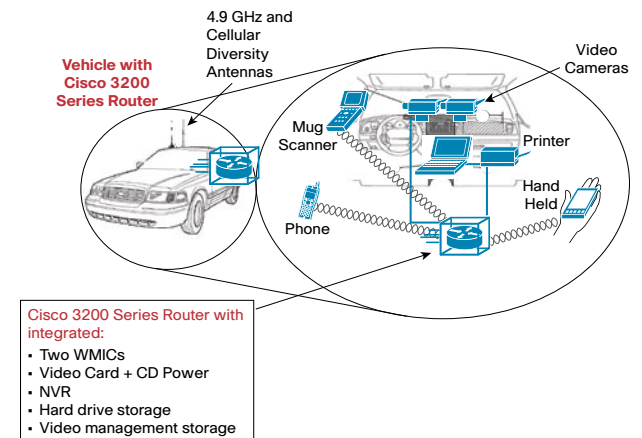 4.9 GHz and
Cellular
Diversity
Antennas
Vehicle with
Cisco 3200
Series Router
Video
Cameras
Mug
Scanner
Printer
Hand
Held
Phone
Cisco 3200 Series Router with
integrated:
• Two WMICs
• Video Card + CD Power
• NVR
• Hard drive storage
• Video management storage